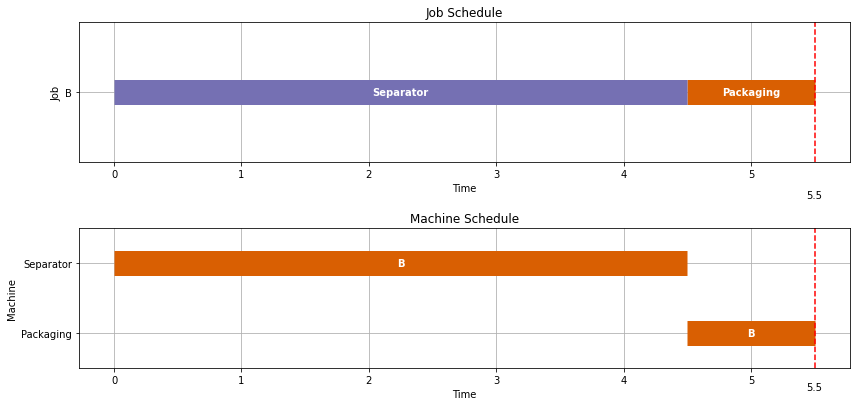 Job Schedule
Job
B
Separator
Packaging
0 1 2 3 4 5
Time
5.5
Machine Schedule
Machine
Separator
B
Packaging
B
0 1 2 3 4 5
Time
5.5